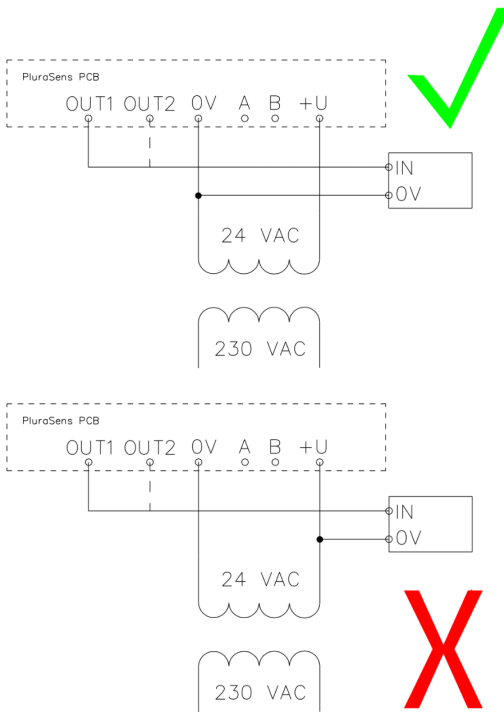 PluraSens PCB
OUT1 OUT2 0V A B +U
IN
0V
24 VAC
230 VAC
PluraSens PCB
OUT1 OUT2 0V A B +U
IN
0V
24 VAC
230 VAC